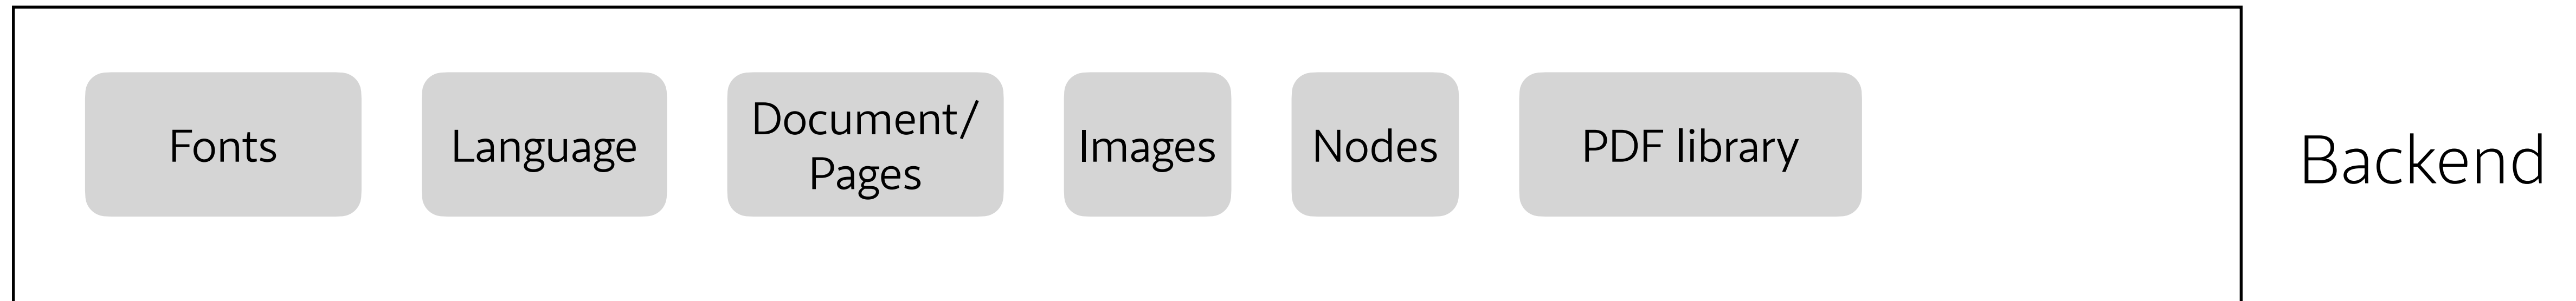 Fonts
Language
Document/
Pages
Images
Nodes
PDF library
Backend